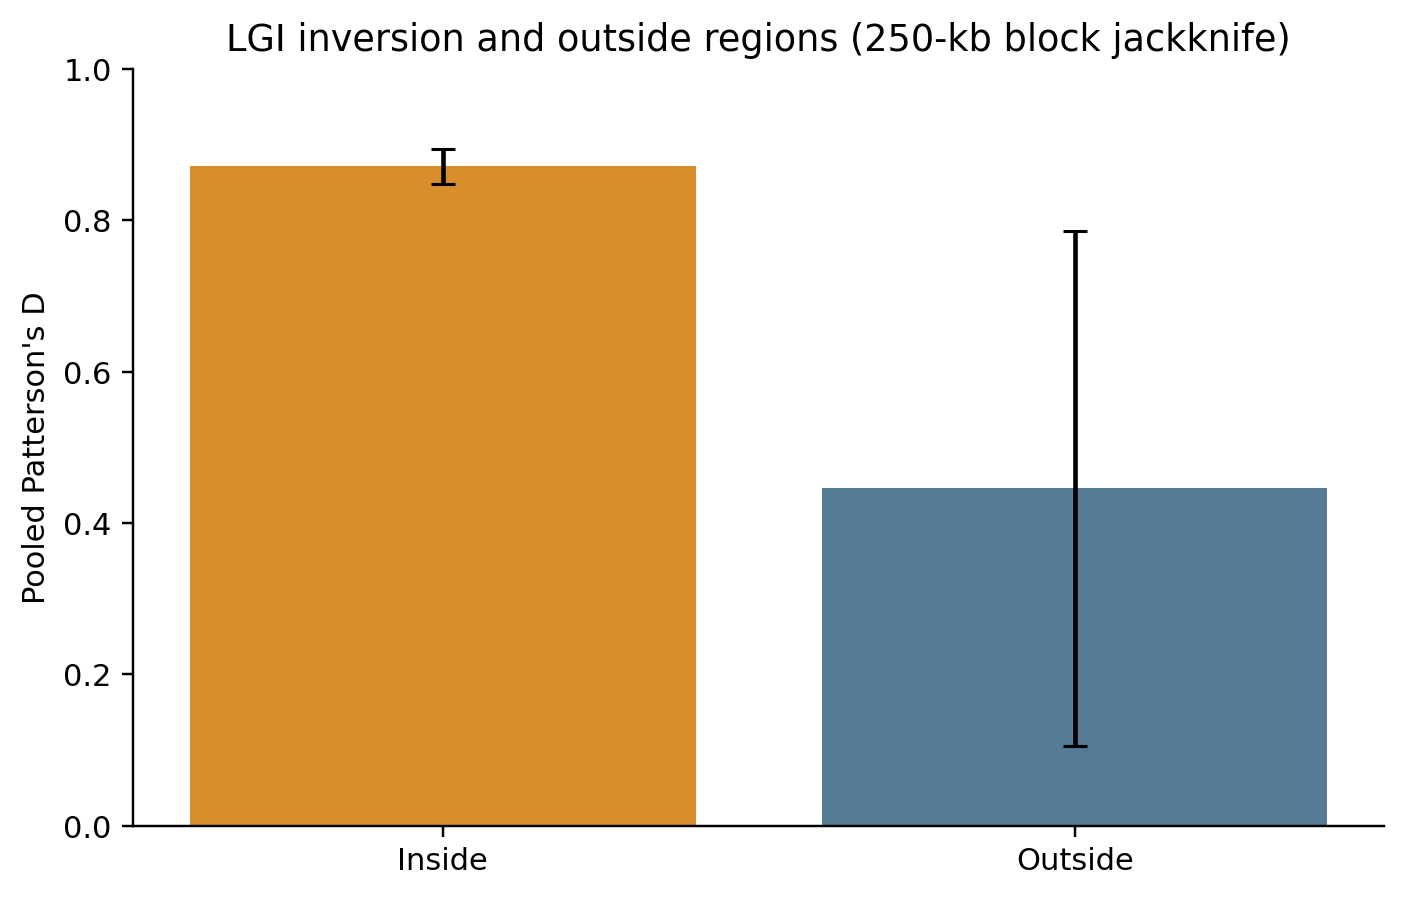 LGI inversion and outside regions (250-kb block jackknife)
Pooled Patterson's D
1.0
0.8
0.6
0.4
0.2
0.0
Inside
Outside